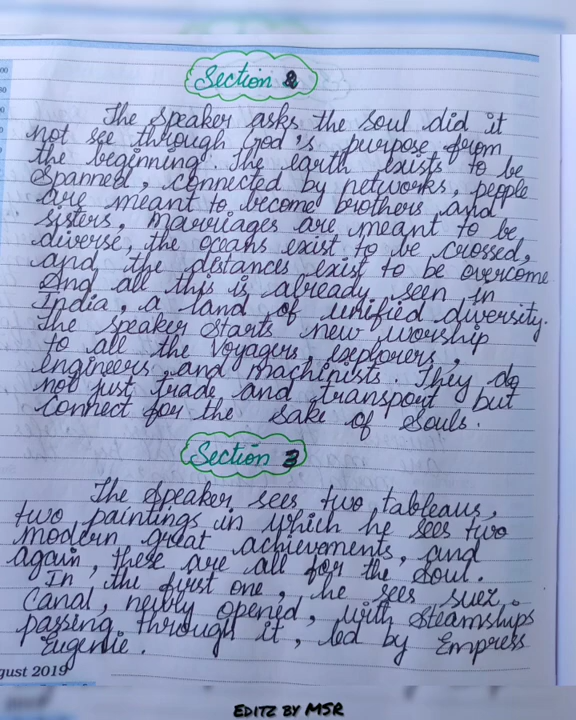 Section 2
The speaker asks the soul did it
not see through God's purpose from
the beginning. The earth exists to be
spanned, connected by networks, people
are meant to become brothers and
sisters, marriages are meant to be
diverse, the oceans exist to be crossed,
and the distances exist to be overcome
And all this is already seen in
India, a land of unified diversity.
The speaker starts new worship
to all the voyagers, explorers,
engineers, and machinists. They do
not just trade and transport but
connect for the sake of souls.
Section 3
The speaker sees two tableaus,
two paintings in which he sees two
modern great achievements, and
again, these are all for the soul.
In the first one, he sees suez
Canal, newly opened, with steamships
passing through it, led by Empress
Eugenie.
gust 2019
EDITZ BY MSR